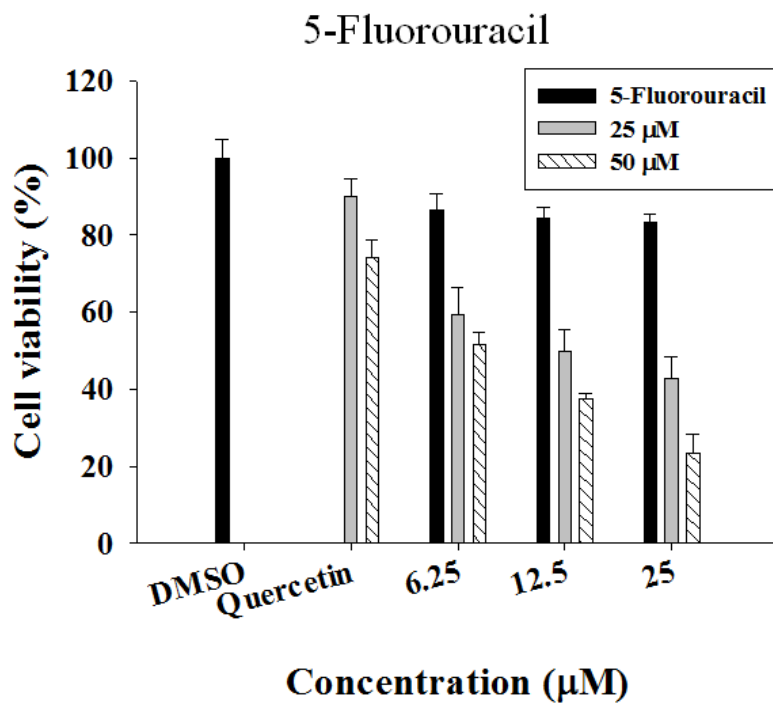 5-Fluorouracil
5-Fluorouracil
25 μM
50 μM
120
100
80
60
40
20
0
Cell viability (%)
DMSO
Quercetin
6.25
12.5
25
Concentration (μM)